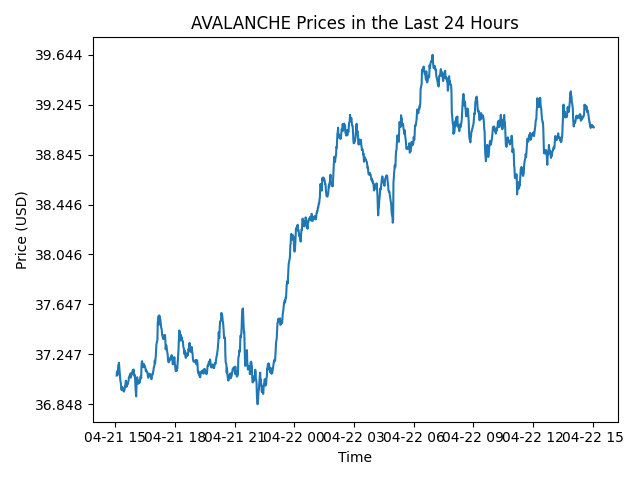 AVALANCHE Prices in the Last 24 Hours
39.644
39.245
38.845
38.446
38.046
37.647
37.247
36.848
Price (USD)
04-21 15 04-21 18 04-21 21 04-22 00 04-22 03 04-22 06 04-22 09 04-22 12 04-22 15
Time